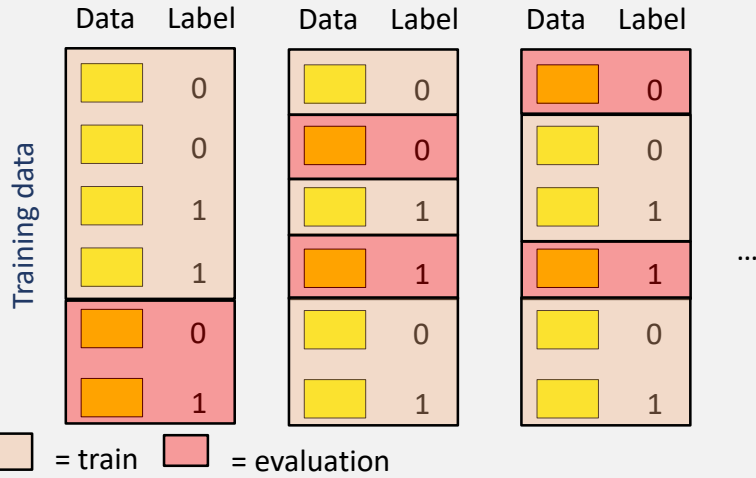 Data Label Data Label Data Label
0 0 0
0 0 0
1 1 1
1 1 1
0 0 0
1 1 1
Training data
...
= train = evaluation